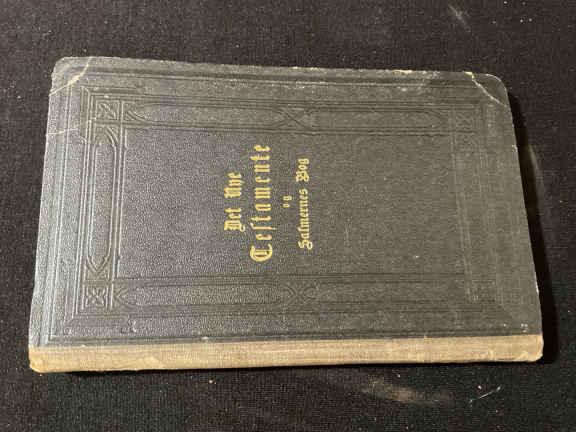 Det Nye
Teſtamente
og
Salmernes Bog